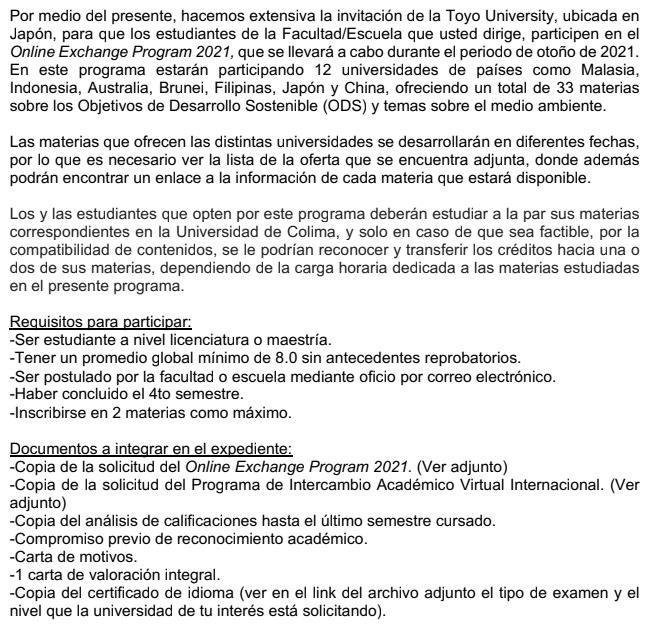 Por medio del presente, hacemos extensiva la invitación de la Toyo University, ubicada en
Japón, para que los estudiantes de la Facultad/Escuela que usted dirige, participen en el
Online Exchange Program 2021, que se llevará a cabo durante el periodo de otoño de 2021.
En este programa estarán participando 12 universidades de países como Malasia,
Indonesia, Australia, Brunei, Filipinas, Japón y China, ofreciendo un total de 33 materias
sobre los Objetivos de Desarrollo Sostenible (ODS) y temas sobre el medio ambiente.
Las materias que ofrecen las distintas universidades se desarrollarán en diferentes fechas,
por lo que es necesario ver la lista de la oferta que se encuentra adjunta, donde además
podrán encontrar un enlace a la información de cada materia que estará disponible.
Los y las estudiantes que opten por este programa deberán estudiar a la par sus materias
correspondientes en la Universidad de Colima, y solo en caso de que sea factible, por la
compatibilidad de contenidos, se le podrían reconocer y transferir los créditos hacia una o
dos de sus materias, dependiendo de la carga horaria dedicada a las materias estudiadas
en el presente programa.
Requisitos para participar:
-Ser estudiante a nivel licenciatura o maestría.
-Tener un promedio global mínimo de 8.0 sin antecedentes reprobatorios.
-Ser postulado por la facultad o escuela mediante oficio por correo electrónico.
-Haber concluido el 4to semestre.
-Inscribirse en 2 materias como máximo.
Documentos a integrar en el expediente:
-Copia de la solicitud del Online Exchange Program 2021. (Ver adjunto)
-Copia de la solicitud del Programa de Intercambio Académico Virtual Internacional. (Ver
adjunto)
-Copia del análisis de calificaciones hasta el último semestre cursado.
-Compromiso previo de reconocimiento académico.
-Carta de motivos.
-1 carta de valoración integral.
-Copia del certificado de idioma (ver en el link del archivo adjunto el tipo de examen y el
nivel que la universidad de tu interés está solicitando).